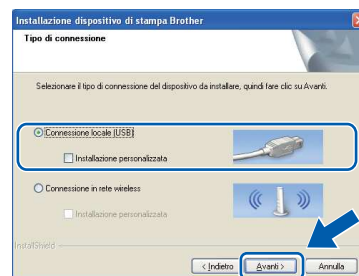 Installazione dispositivo di stampa Brother
Tipo di connessione
Selezionare il tipo di connessione del dispositivo da installare, quindi fare clic su Avanti.
Connessione locale (USB)
Installazione personalizzata
Connessione in rete wireless
Installazione personalizzata
InstallShield
< Indietro
Avanti >
Annulla